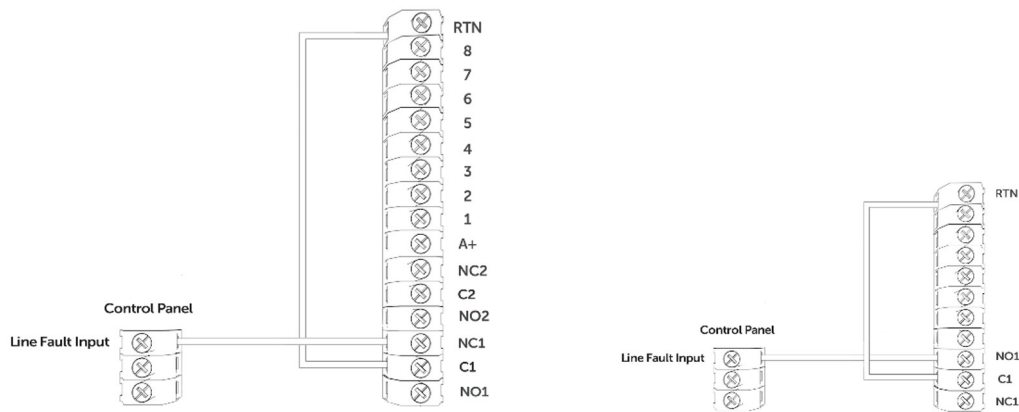 RTN
8
7
6
5
4
3
2
1
A+
NC2
C2
NO2
Control Panel
Line Fault Input
NC1
C1
NO1
RTN
Control Panel
Line Fault Input
NO1
C1
NC1